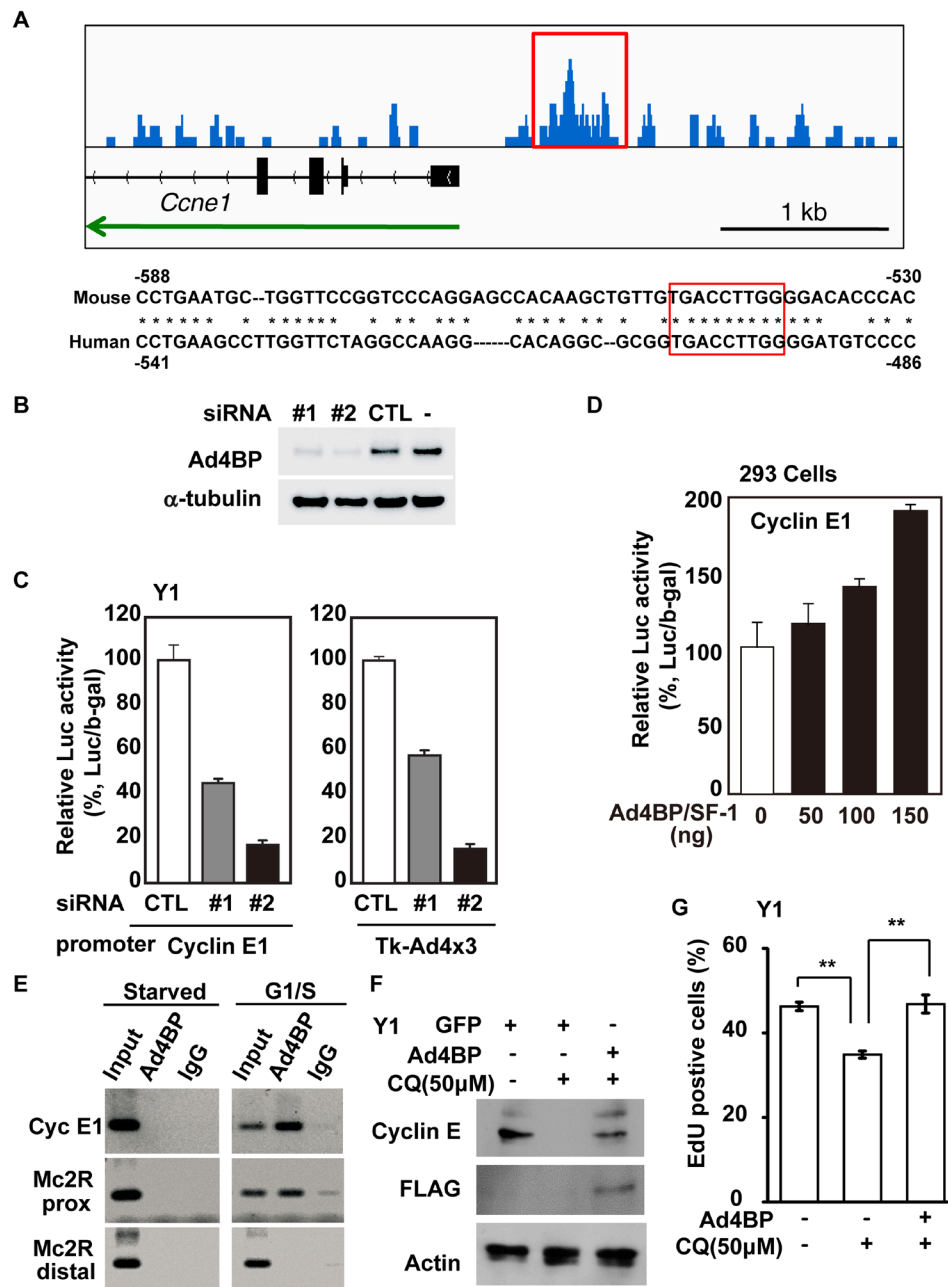 A
Ccne1
1 kb
-588 -530
Mouse CCTGAATGC--TGGTTCCGGTCCCAGGAGCCACAAGCTGTTGTGACCTTGGGGACACCCAC
* * * * * * * * * * * * * * * * * * * * * * * * * * * * * * * * * * * * * * *
Human CCTGAAGCCTTGGTTCTAGGCCAAGG------CACAGGC--GCGGTGACCTTGGGGATGTCCCC
-541 -486
B
siRNA #1 #2 CTL -
Ad4BP
α-tubulin
C
Y1
Relative Luc activity
(%, Luc/b-gal)
120
100
80
60
40
20
0
120
100
80
60
40
20
0
siRNA CTL #1 #2 CTL #1 #2
promoter Cyclin E1 Tk-Ad4x3
D
293 Cells
Cyclin E1
Relative Luc activity
(%, Luc/b-gal)
200
150
100
50
0
Ad4BP/SF-1 0 50 100 150
(ng)
E
Starved G1/S
Input Ad4BP IgG Input Ad4BP IgG
Cyc E1
Mc2R
prox
Mc2R
distal
F
Y1 GFP + + -
Ad4BP - - +
CQ(50µM) - + +
Cyclin E
FLAG
Actin
G
Y1
EdU postive cells (%)
60
40
20
0
** **
Ad4BP - - +
CQ(50µM) - + +